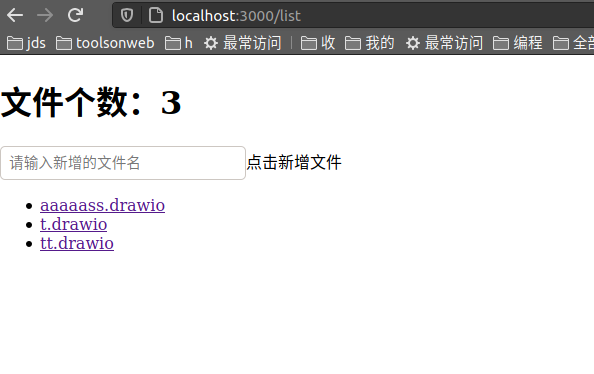 localhost:3000/list
jds toolsonweb h 最常访问 收 我的 最常访问 编程 全部
文件个数：3
请输入新增的文件名 点击新增文件
aaaaass.drawio
t.drawio
tt.drawio